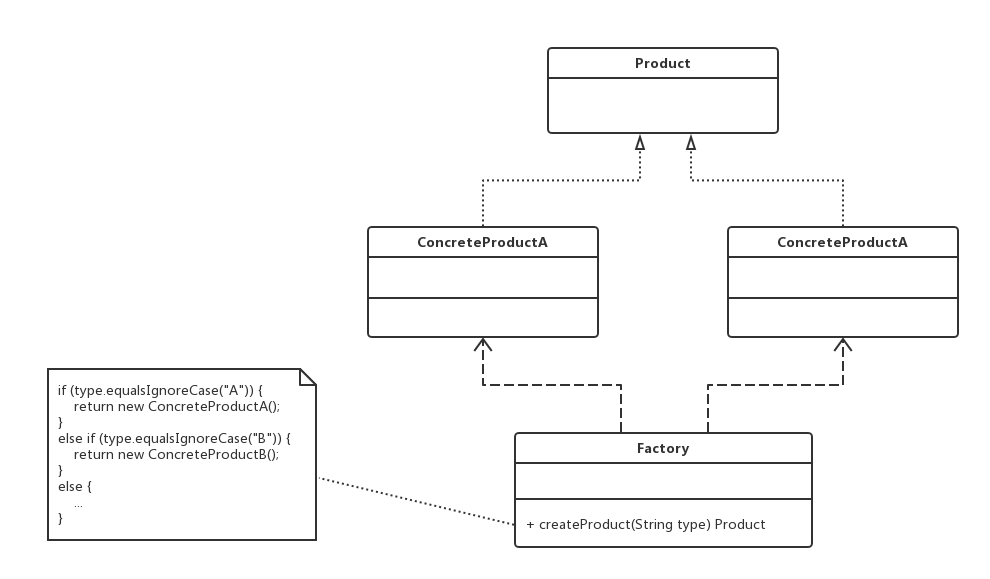 Product
ConcreteProductA
ConcreteProductA
if (type.equalsIgnoreCase("A")) {
return new ConcreteProductA();
}
else if (type.equalsIgnoreCase("B")) {
return new ConcreteProductB();
}
else {
...
}
Factory
+ createProduct(String type) Product